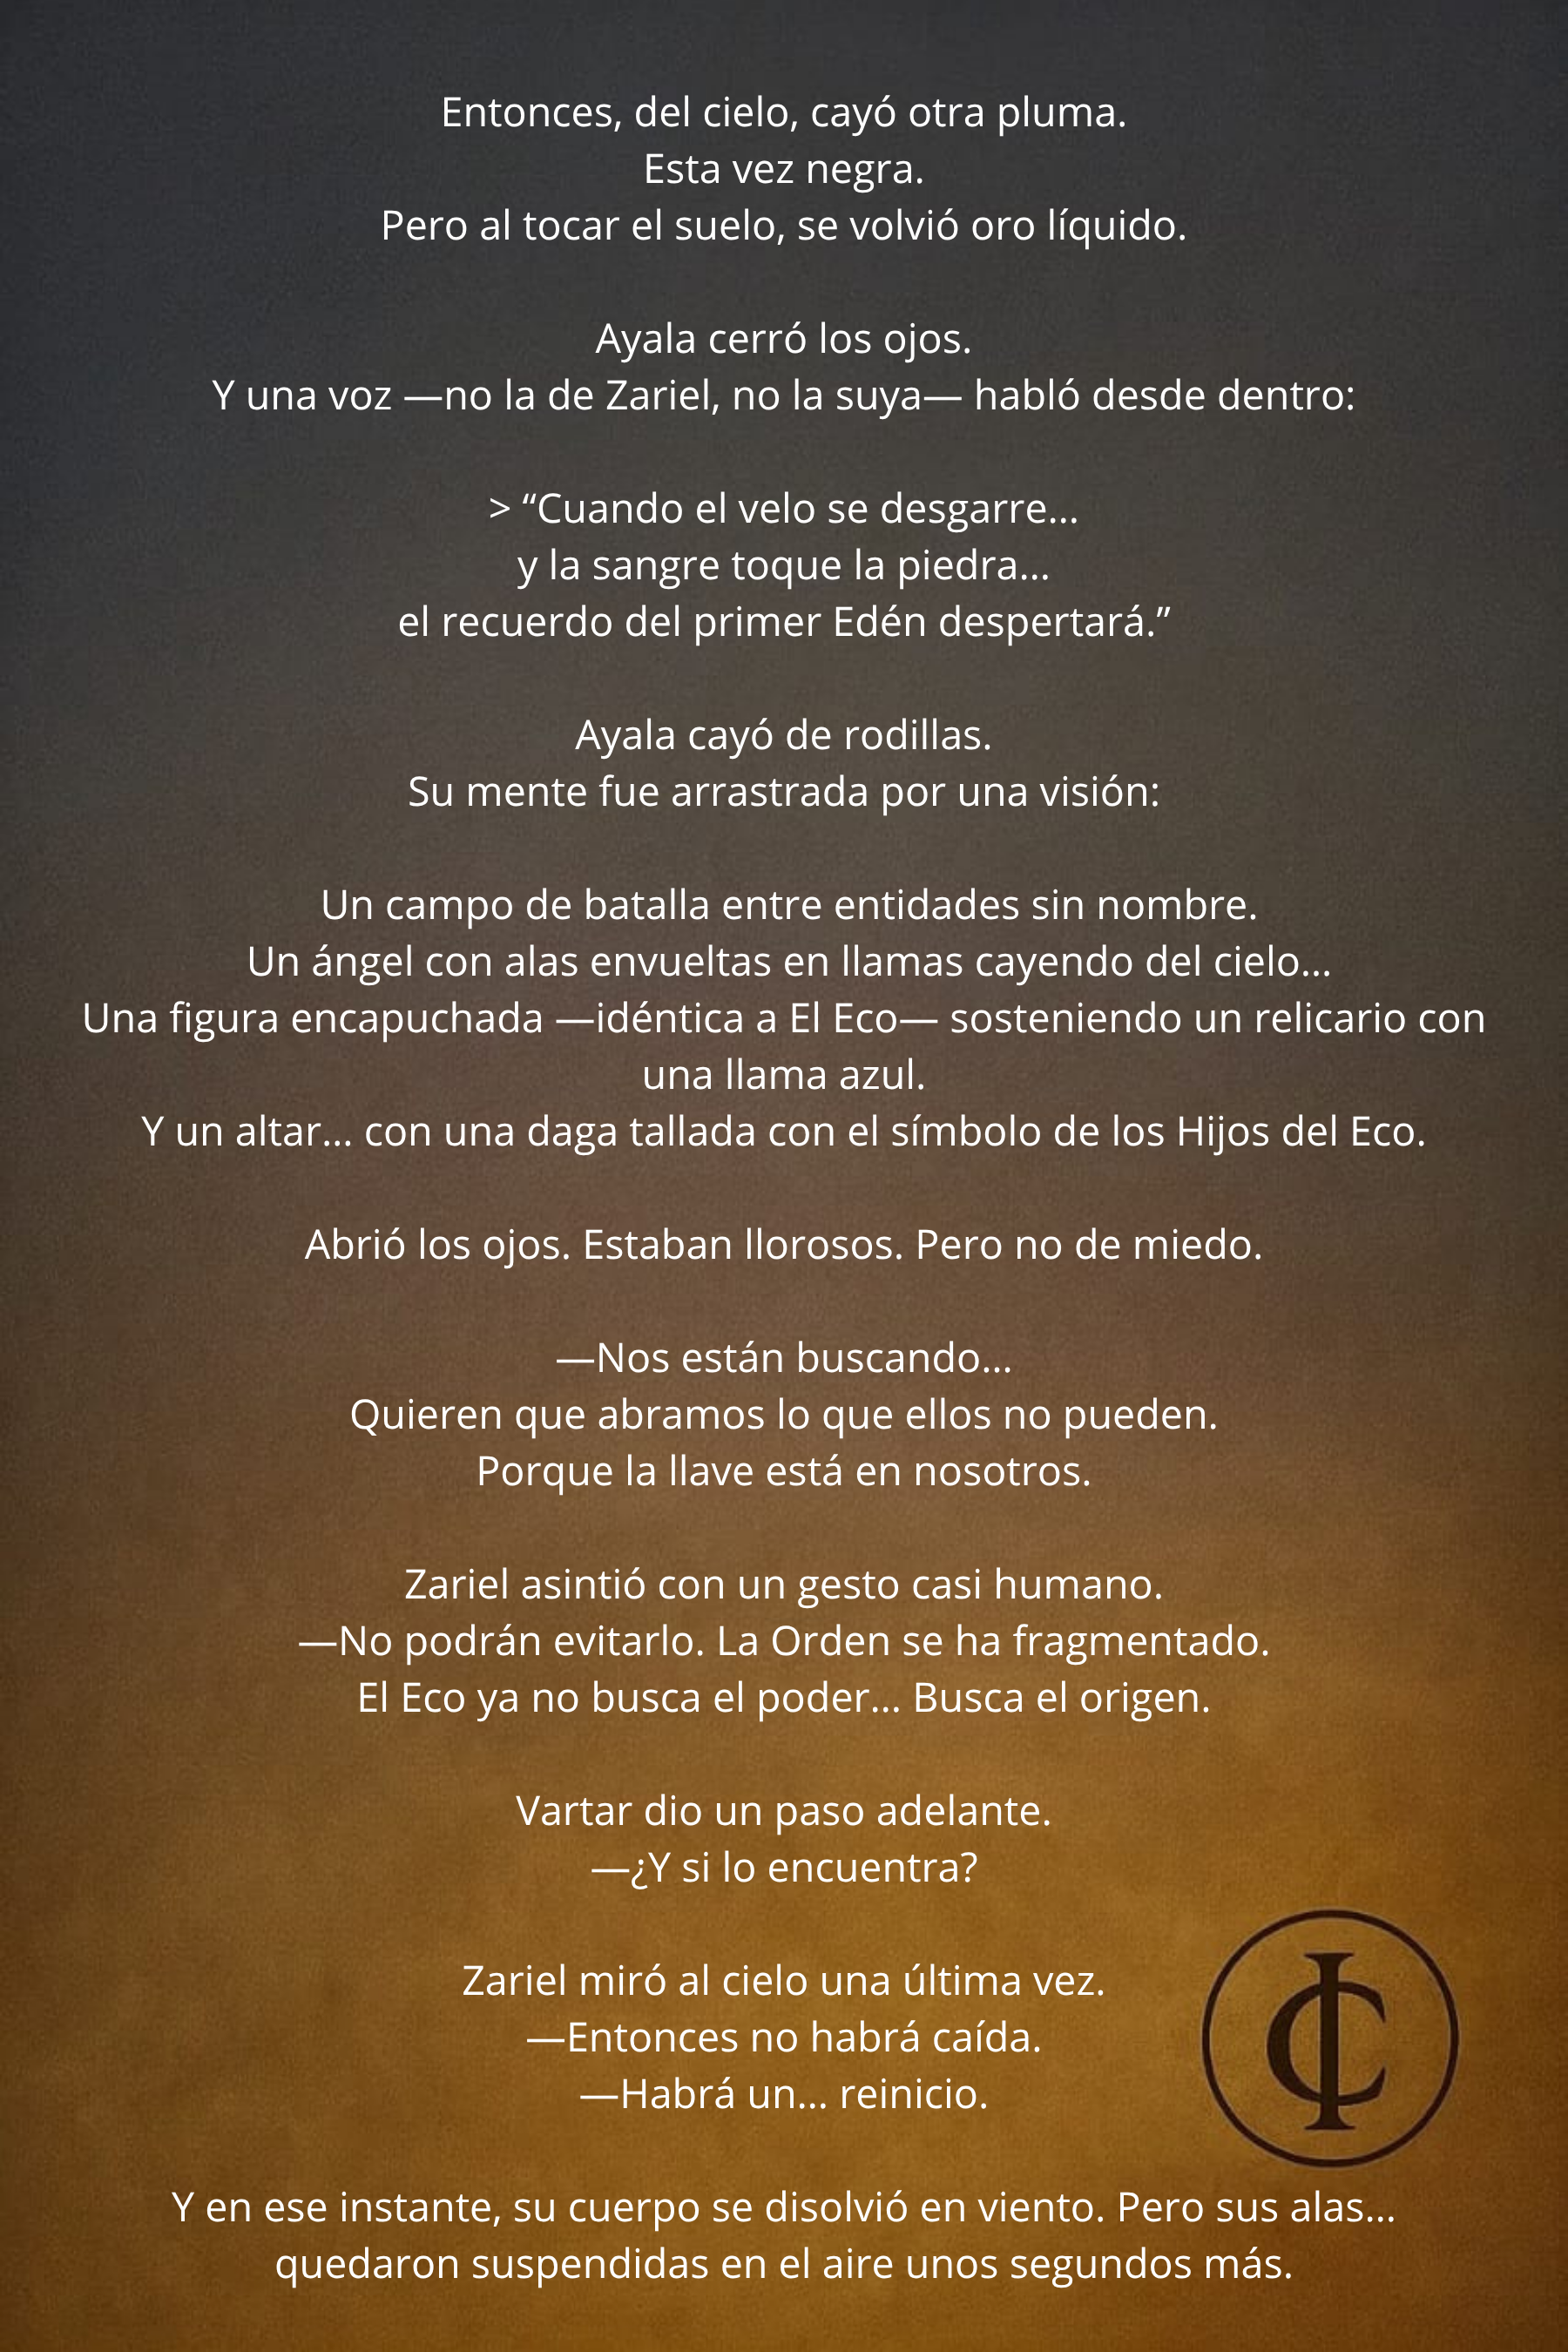 Entonces, del cielo, cayó otra pluma.
Esta vez negra.
Pero al tocar el suelo, se volvió oro líquido.
Ayala cerró los ojos.
Y una voz —no la de Zariel, no la suya— habló desde dentro:
> “Cuando el velo se desgarre...
y la sangre toque la piedra...
el recuerdo del primer Edén despertará.”
Ayala cayó de rodillas.
Su mente fue arrastrada por una visión:
Un campo de batalla entre entidades sin nombre.
Un ángel con alas envueltas en llamas cayendo del cielo...
Una figura encapuchada —idéntica a El Eco— sosteniendo un relicario con
una llama azul.
Y un altar... con una daga tallada con el símbolo de los Hijos del Eco.
Abrió los ojos. Estaban llorosos. Pero no de miedo.
—Nos están buscando...
Quieren que abramos lo que ellos no pueden.
Porque la llave está en nosotros.
Zariel asintió con un gesto casi humano.
—No podrán evitarlo. La Orden se ha fragmentado.
El Eco ya no busca el poder... Busca el origen.
Vartar dio un paso adelante.
—¿Y si lo encuentra?
Zariel miró al cielo una última vez.
—Entonces no habrá caída.
—Habrá un... reinicio.
Y en ese instante, su cuerpo se disolvió en viento. Pero sus alas...
quedaron suspendidas en el aire unos segundos más.